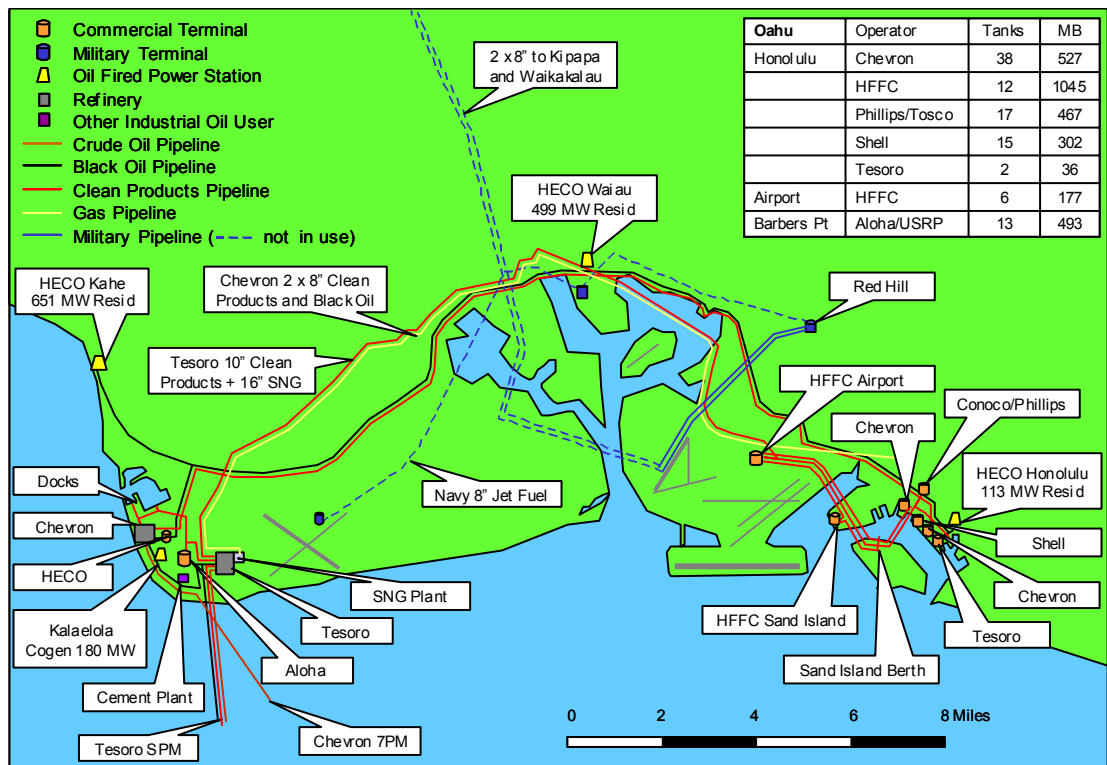 Commercial Terminal
Military Terminal
Oil Fired Power Station
Refinery
Other Industrial Oil User
Crude Oil Pipeline
Black Oil Pipeline
Clean Products Pipeline
Gas Pipeline
Military Pipeline ( not in use)
2 x 8” to Kipapa
and Waikakalau
Oahu Operator Tanks MB
Honolulu Chevron 38 527
HFFC 12 1045
Phillips/Tosco 17 467
Shell 15 302
Tesoro 2 36
Airport HFFC 6 177
Barbers Pt Aloha/USRP 13 493
HECO Waiau
499 MW Resid
HECO Kahe
651 MW Resid
Chevron 2 x 8” Clean
Products and Black Oil
Red Hill
Tesoro 10” Clean
Products + 16” SNG
HFFC Airport
Conoco/Phillips
Chevron
HECO Honolulu
113 MW Resid
Docks
Navy 8” Jet Fuel
Chevron
Shell
HECO
SNG Plant
Chevron
Kalaelola
Cogen 180 MW
Tesoro
HFFC Sand Island
Tesoro
Aloha
Sand Island Berth
Cement Plant
Tesoro SPM
Chevron 7PM
0 2 4 6 8 Miles